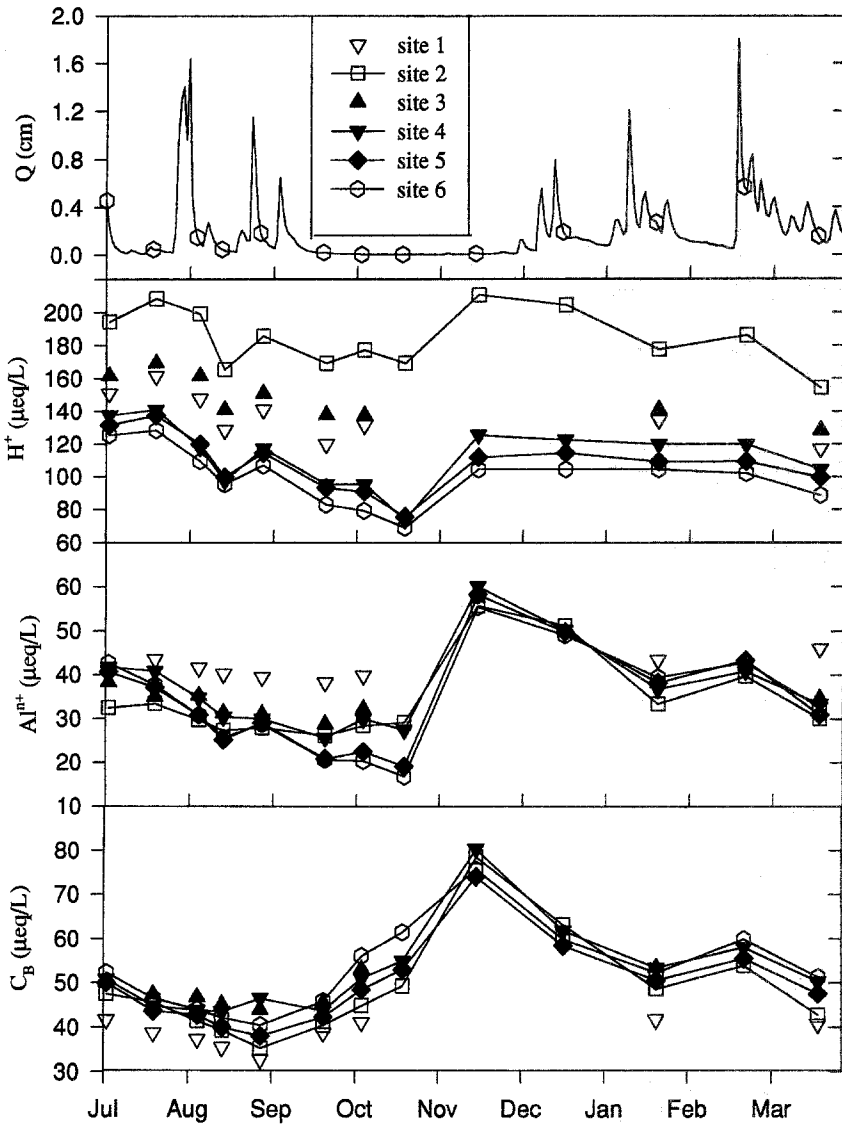 2.0
1.6
1.2
0.8
0.4
0.0
Q (cm)
site 1
site 2
site 3
site 4
site 5
site 6
200
180
160
140
120
100
80
60
H⁺ (μeq/L)
60
50
40
30
20
10
Alⁿ⁺ (μeq/L)
80
70
60
50
40
30
C_B (μeq/L)
Jul Aug Sep Oct Nov Dec Jan Feb Mar